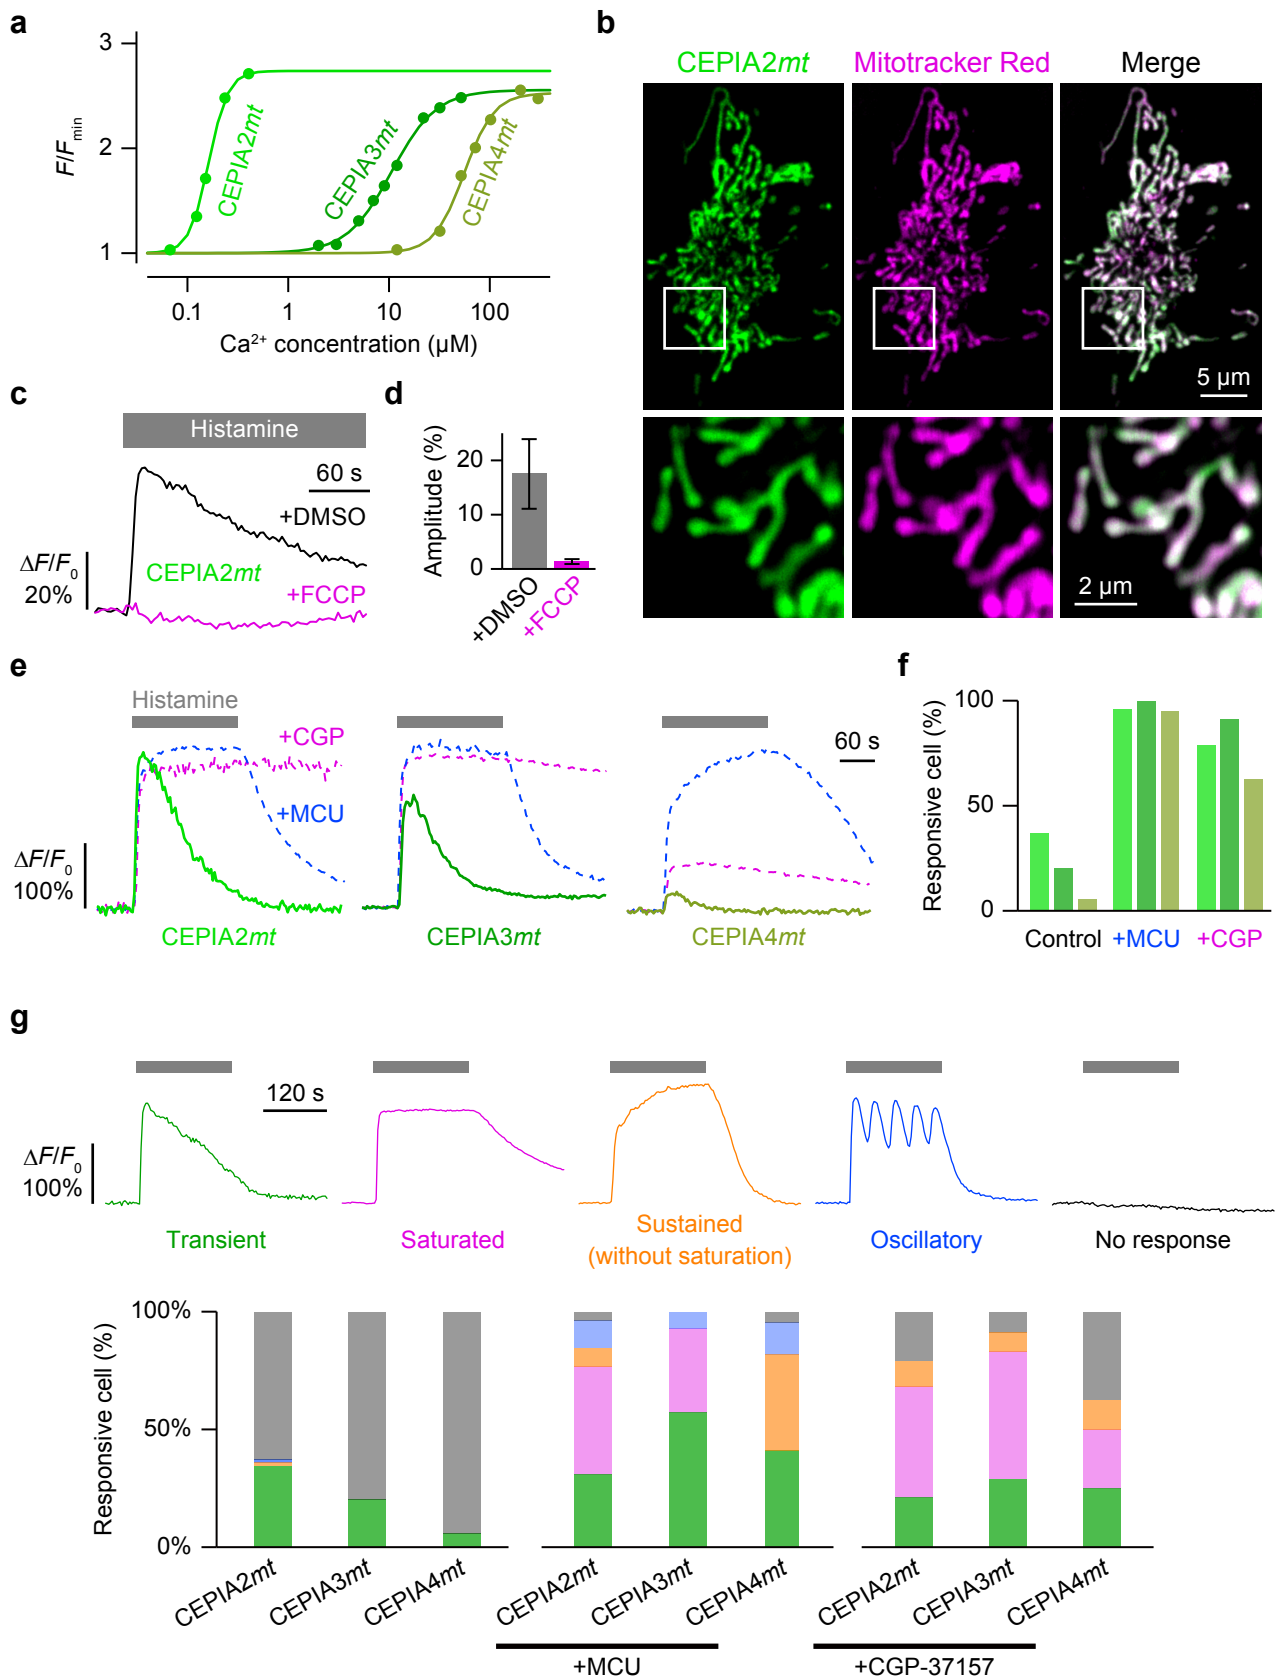 a
3
2
1
F/Fmin
CEPIA2mt
CEPIA3mt
CEPIA4mt
0.1 1 10 100
Ca²⁺ concentration (µM)
b
CEPIA2mt Mitotracker Red Merge
5 µm
2 µm
c
Histamine
60 s
+DMSO
ΔF/F₀
20%
CEPIA2mt
+FCCP
d
Amplitude (%)
20
10
0
+DMSO
+FCCP
e
Histamine
+CGP
+MCU
60 s
ΔF/F₀
100%
CEPIA2mt CEPIA3mt CEPIA4mt
f
Responsive cell (%)
100
50
0
Control +MCU +CGP
g
120 s
ΔF/F₀
100%
Transient
Saturated
Sustained
(without saturation)
Oscillatory
No response
Responsive cell (%)
100%
50%
0%
CEPIA2mt CEPIA3mt CEPIA4mt CEPIA2mt CEPIA3mt CEPIA4mt CEPIA2mt CEPIA3mt CEPIA4mt
+MCU +CGP-37157